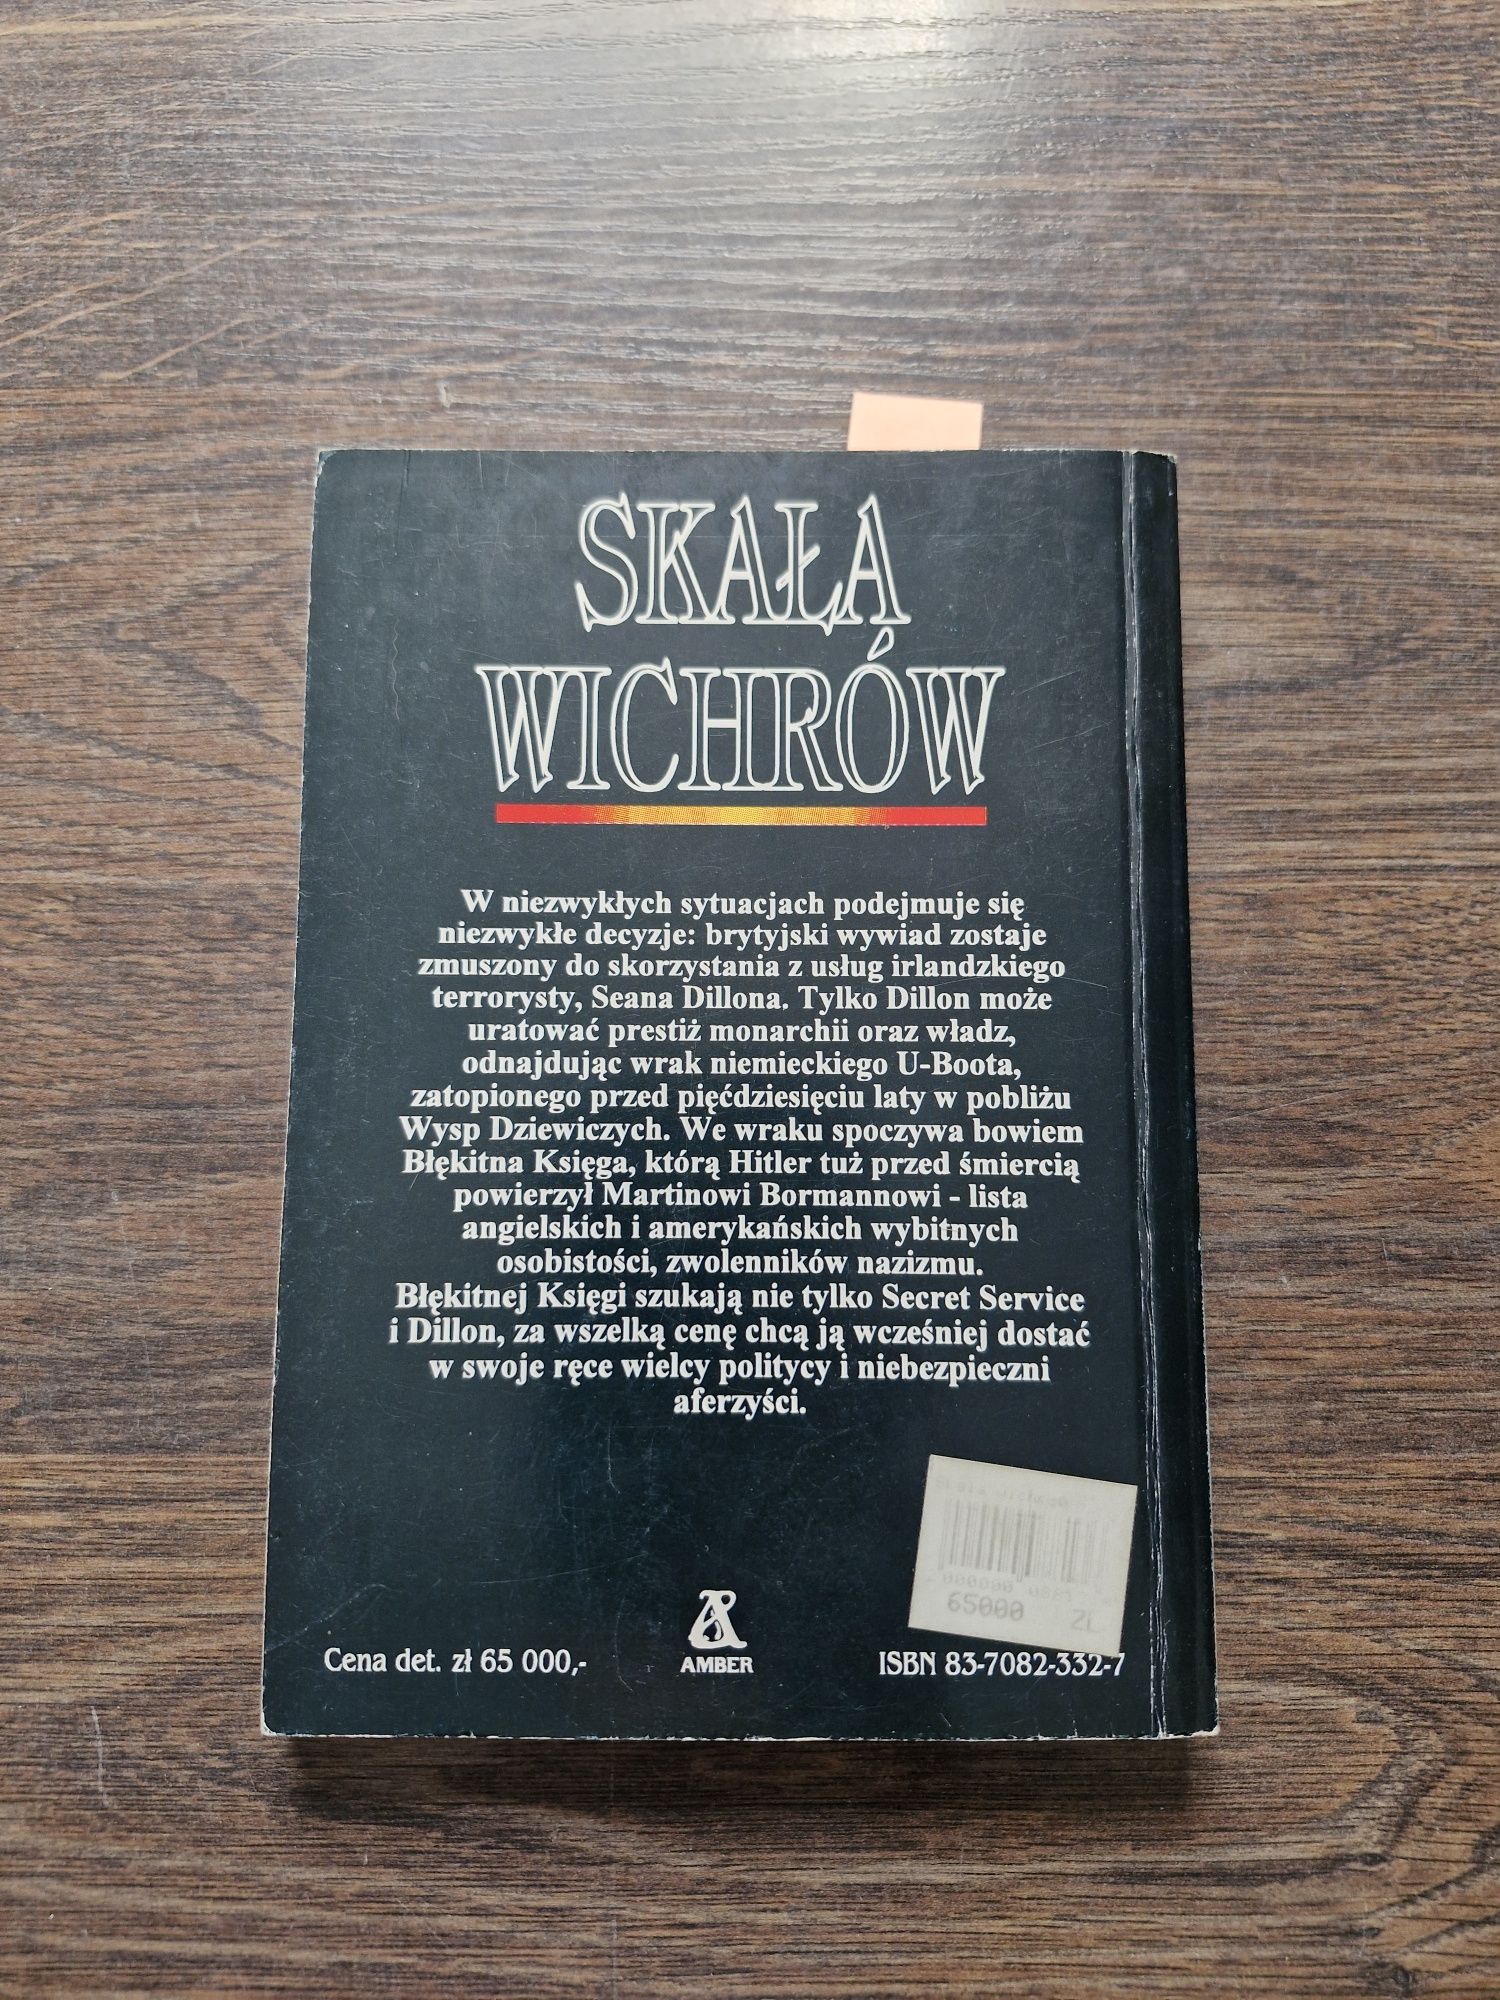 SKAŁA
WICHRÓW
W niezwykłych sytuacjach podejmuje się
niezwykłe decyzje: brytyjski wywiad zostaje
zmuszony do skorzystania z usług irlandzkiego
terrorysty, Seana Dillona. Tylko Dillon może
uratować prestiż monarchii oraz władz,
odnajdując wrak niemieckiego U-Boota,
zatopionego przed pięćdziesięciu laty w pobliżu
Wysp Dziewiczych. We wraku spoczywa bowiem
Błękitna Księga, którą Hitler tuż przed śmiercią
powierzył Martinowi Bormannowi - lista
angielskich i amerykańskich wybitnych
osobistości, zwolenników nazizmu.
Błękitnej Księgi szukają nie tylko Secret Service
i Dillon, za wszelką cenę chcą ją wcześniej dostać
w swoje ręce wielcy politycy i niebezpieczni
aferzyści.
65000 ZŁ
Cena det. zł 65 000,-
AMBER
ISBN 83-7082-332-7